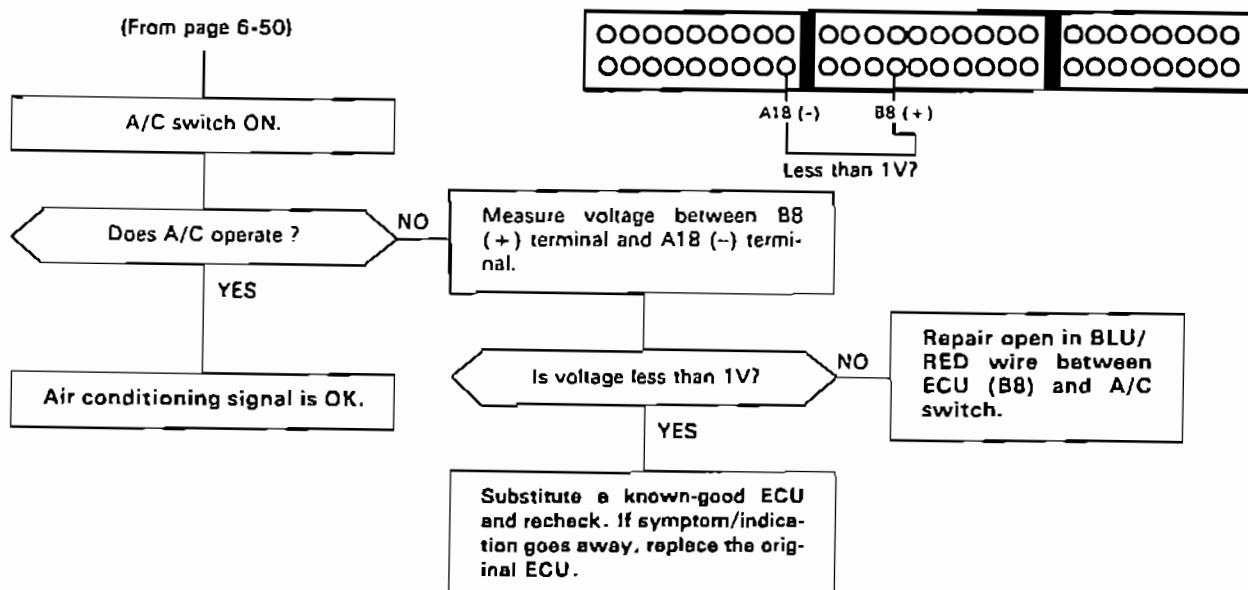 (From page 6-50)
A18 (-) B8 (+)
Less than 1V?
A/C switch ON.
Does A/C operate ?
NO
Measure voltage between B8
(+) terminal and A18 (-) termi-
nal.
YES
Air conditioning signal is OK.
Is voltage less than 1V?
NO
Repair open in BLU/
RED wire between
ECU (B8) and A/C
switch.
YES
Substitute a known-good ECU
and recheck. If symptom/indica-
tion goes away, replace the orig-
inal ECU.